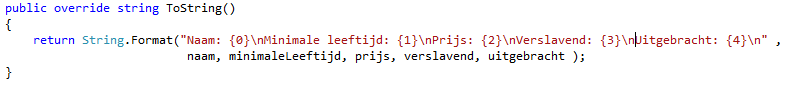 public override string ToString()
{
return String.Format("Naam: {0}\nMinimale leeftijd: {1}\nPrijs: {2}\nVerslavend: {3}\nUitgebracht: {4}\n" ,
naam, minimaleLeeftijd, prijs, verslavend, uitgebracht );
}